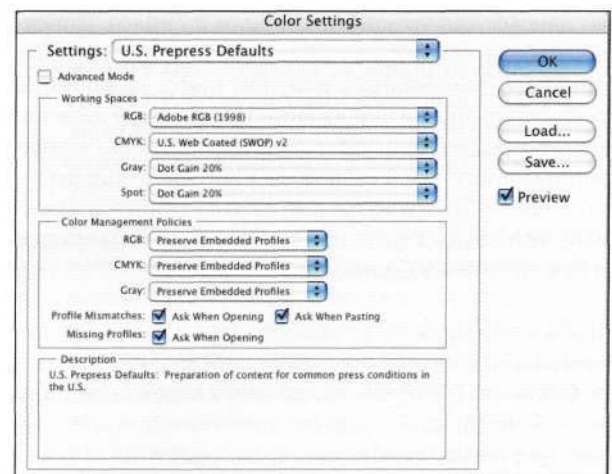 Color Settings
Settings: U.S. Prepress Defaults
OK
Advanced Mode
Cancel
Working Spaces
RGB: Adobe RGB (1998)
Load...
CMYK: U.S. Web Coated (SWOP) v2
Save...
Gray: Dot Gain 20%
Spot: Dot Gain 20%
Preview
Color Management Policies
RGB: Preserve Embedded Profiles
CMYK: Preserve Embedded Profiles
Gray: Preserve Embedded Profiles
Profile Mismatches: Ask When Opening Ask When Pasting
Missing Profiles: Ask When Opening
Description
U.S. Prepress Defaults: Preparation of content for common press conditions in
the U.S.